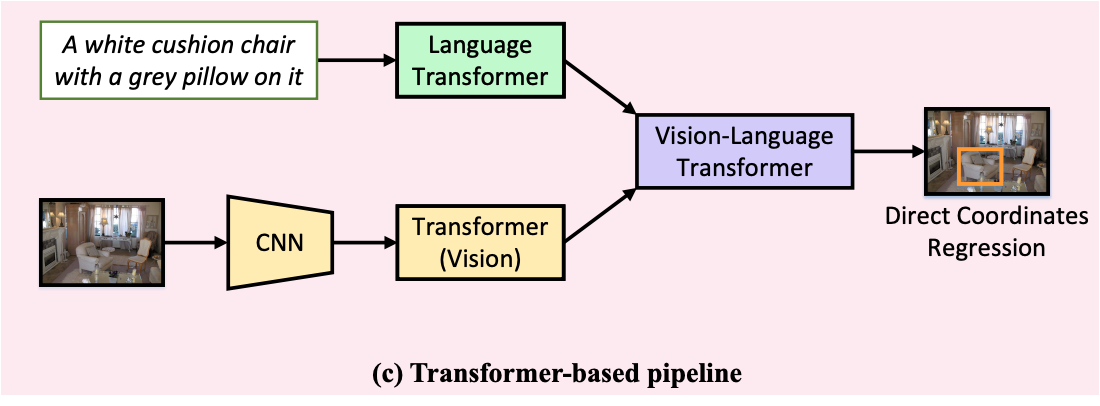 A white cushion chair
with a grey pillow on it
Language
Transformer
Vision-Language
Transformer
CNN
Transformer
(Vision)
Direct Coordinates
Regression
(c) Transformer-based pipeline